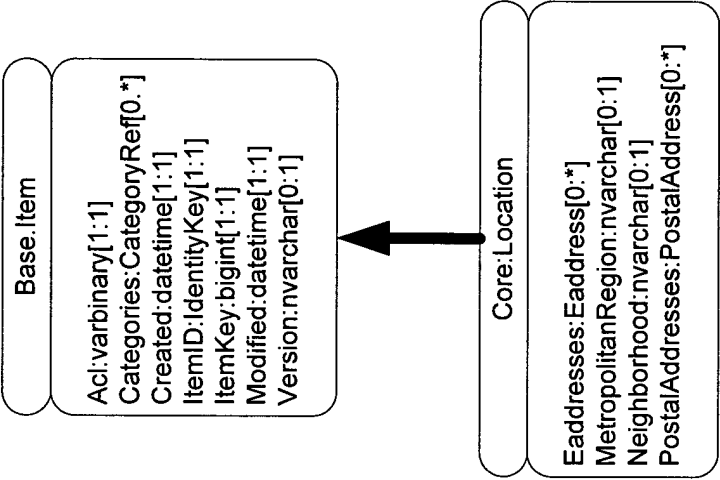 Base.Item
Acl:varbinary[1:1]
Categories:CategoryRef[0.*]
Created:datetime[1:1]
ItemID:IdentityKey[1:1]
ItemKey:bigint[1:1]
Modified:datetime[1:1]
Version:nvarchar[0:1]
Core:Location
Eaddresses:Eaddress[0:*]
MetropolitanRegion:nvarchar[0:1]
Neighborhood:nvarchar[0:1]
PostalAddresses:PostalAddress[0:*]